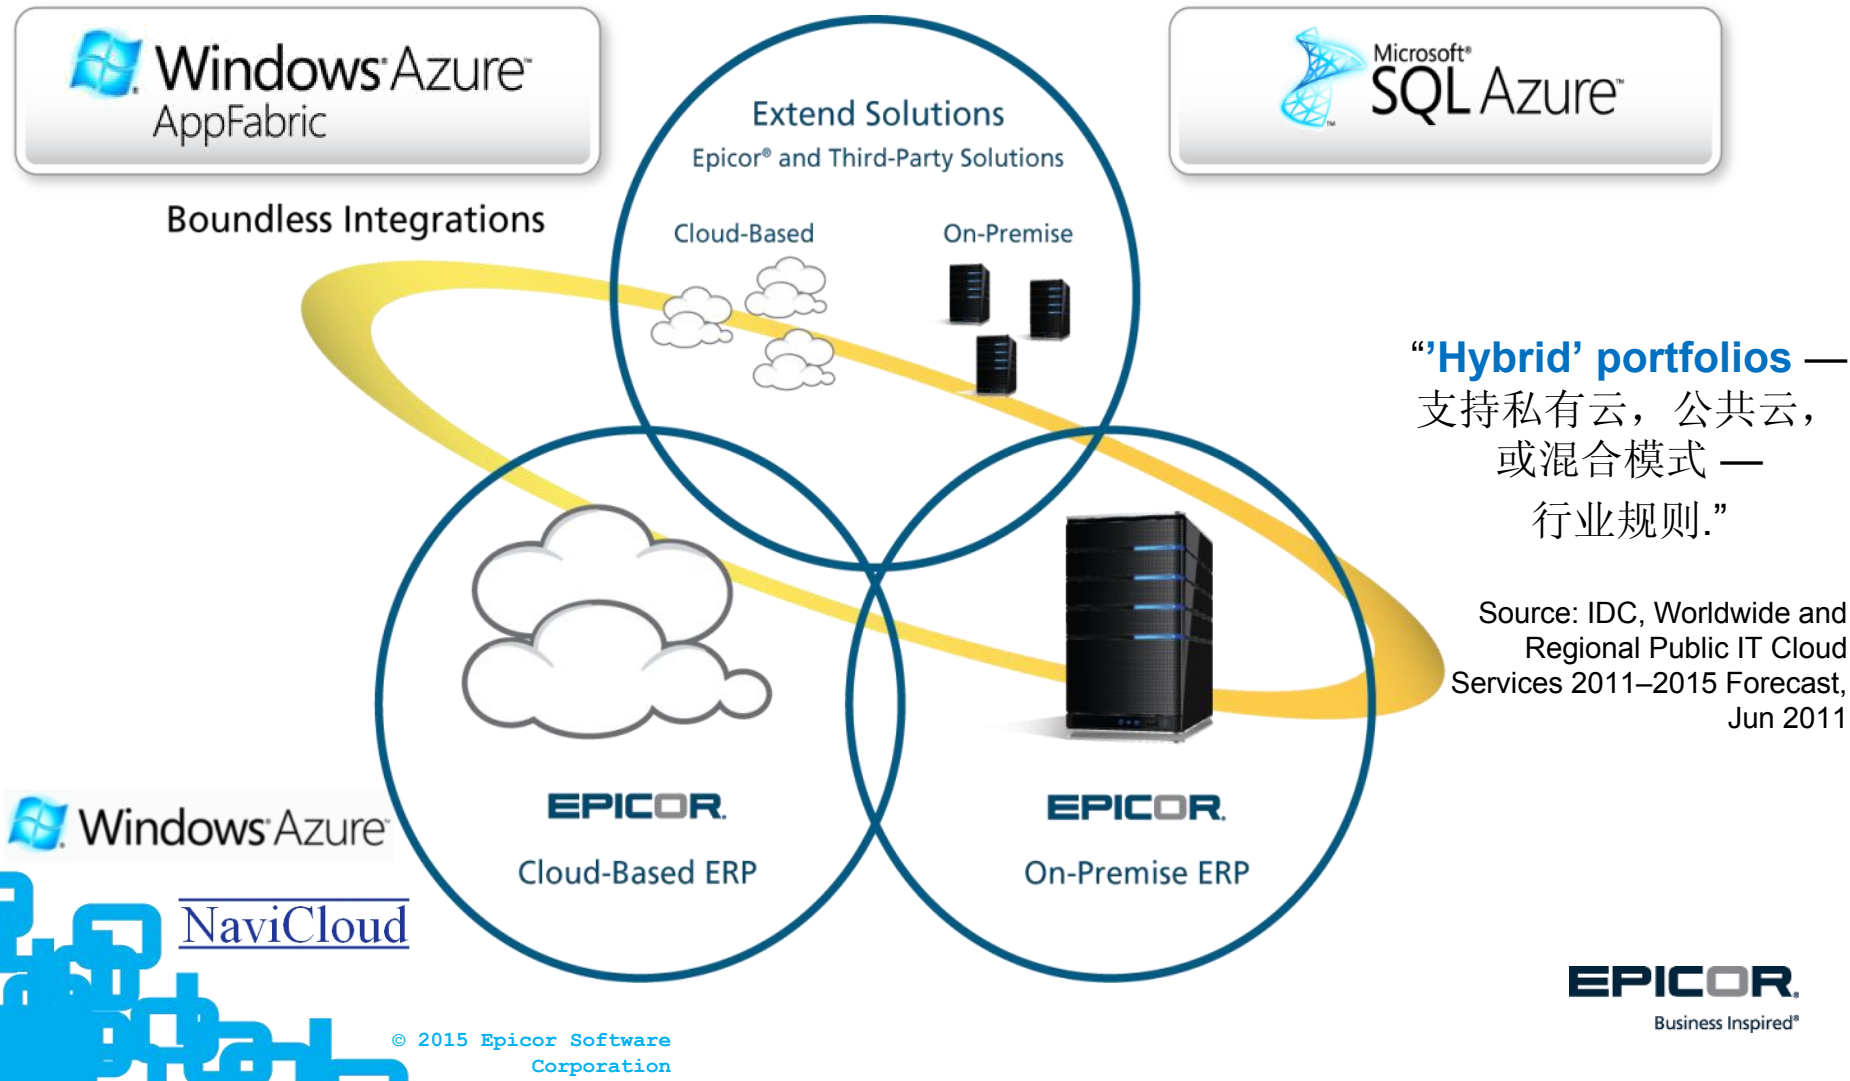 Windows® Azure™
AppFabric
Microsoft®
SQL Azure™
Extend Solutions
Epicor® and Third-Party Solutions
Boundless Integrations
Cloud-Based
On-Premise
“’Hybrid’ portfolios —
支持私有云，公共云，
或混合模式 —
行业规则.”
Source: IDC, Worldwide and
Regional Public IT Cloud
Services 2011–2015 Forecast,
Jun 2011
EPICOR.
Cloud-Based ERP
EPICOR.
On-Premise ERP
Windows® Azure™
NaviCloud
EPICOR®
Business Inspired®
© 2015 Epicor Software
Corporation